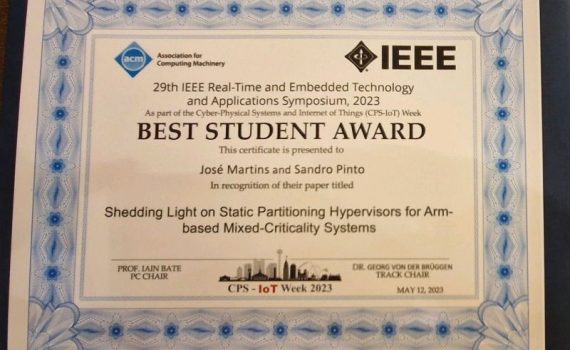 acm
Association for
Computing Machinery
IEEE
29th IEEE Real-Time and Embedded Technology
and Applications Symposium, 2023
As part of the Cyber-Physical Systems and Internet of Things (CPS-IoT) Week
BEST STUDENT AWARD
This certificate is presented to
José Martins and Sandro Pinto
In recognition of their paper titled
Shedding Light on Static Partitioning Hypervisors for Arm-
based Mixed-Criticality Systems
PROF. IAIN BATE
PC CHAIR
CPS - IoT Week 2023
DR. GEORG VON DER BRÜGGEN
TRACK CHAIR
MAY 12, 2023